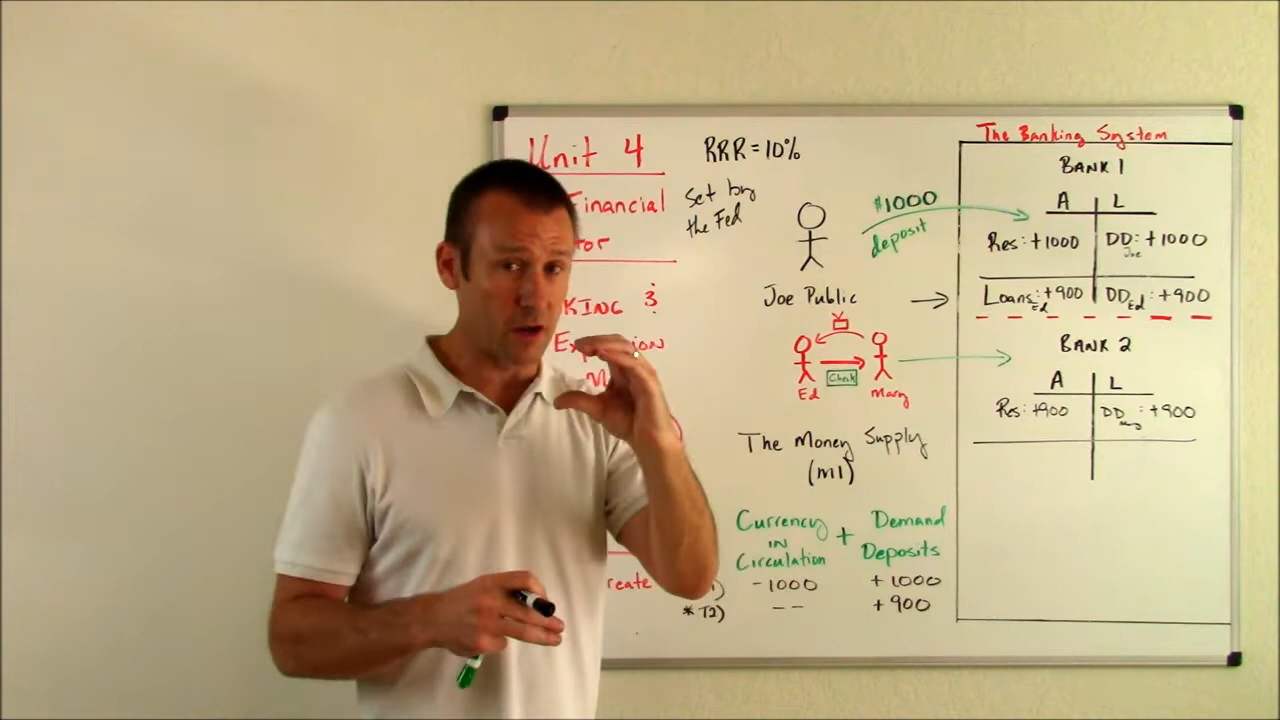 Unit 4
Financial
tor
KING &
Expansion
reate
RRR = 10%
set by
the Fed
$1000
deposit
Joe Public
Check
Ed
Mary
The Money Supply
(M1)
Currency
IN
Circulation
+
Demand
Deposits
-1000
+1000
* T2)
--
+900
The Banking System
BANK 1
A
L
Res: +1000
DD: +1000
Joe
Loans: +900
Ed
DD Ed: +900
BANK 2
A
L
Res: +900
DD : +900